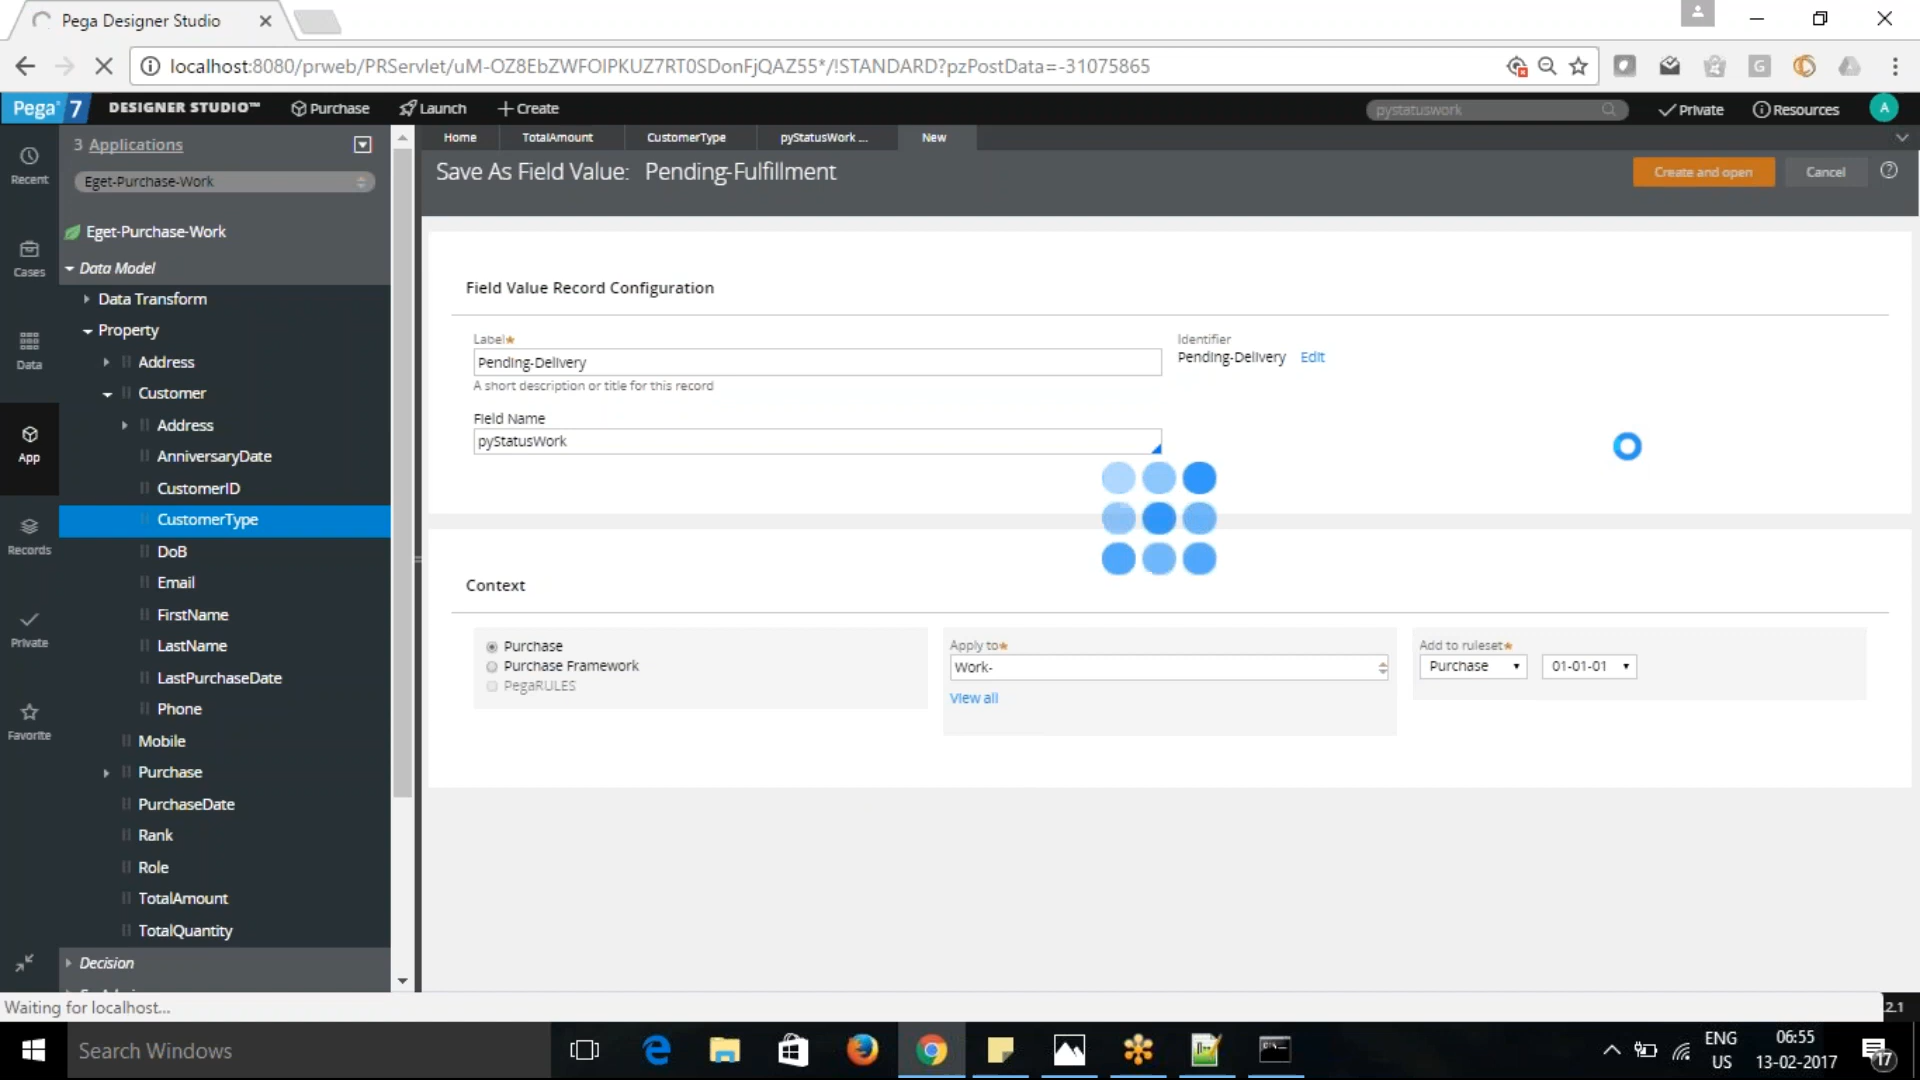 Pega Designer Studio
localhost:8080/prweb/PRServlet/uM-OZ8EbZWFOIPKUZ7RT0SDonFjQAZ55*/!STANDARD?pzPostData=-31075865
Pega 7 DESIGNER STUDIO™ Purchase Launch Create pystatuswork Private Resources A
3 Applications
Home TotalAmount CustomerType pyStatusWork ... New
Save As Field Value: Pending-Fulfillment
Create and open Cancel
Recent
Cases
Data
App
Records
Private
Favorite
Eget-Purchase-Work
Eget-Purchase-Work
Data Model
Data Transform
Property
Address
Customer
Address
AnniversaryDate
CustomerID
CustomerType
DoB
Email
FirstName
LastName
LastPurchaseDate
Phone
Mobile
Purchase
PurchaseDate
Rank
Role
TotalAmount
TotalQuantity
Decision
Field Value Record Configuration
Label
Pending-Delivery
A short description or title for this record
Identifier
Pending-Delivery Edit
Field Name
pyStatusWork
Context
Purchase
Purchase Framework
PegaRULES
Apply to
Work-
View all
Add to ruleset
Purchase 01-01-01
Waiting for localhost...
2.1
Search Windows
ENG
US
06:55
13-02-2017
17